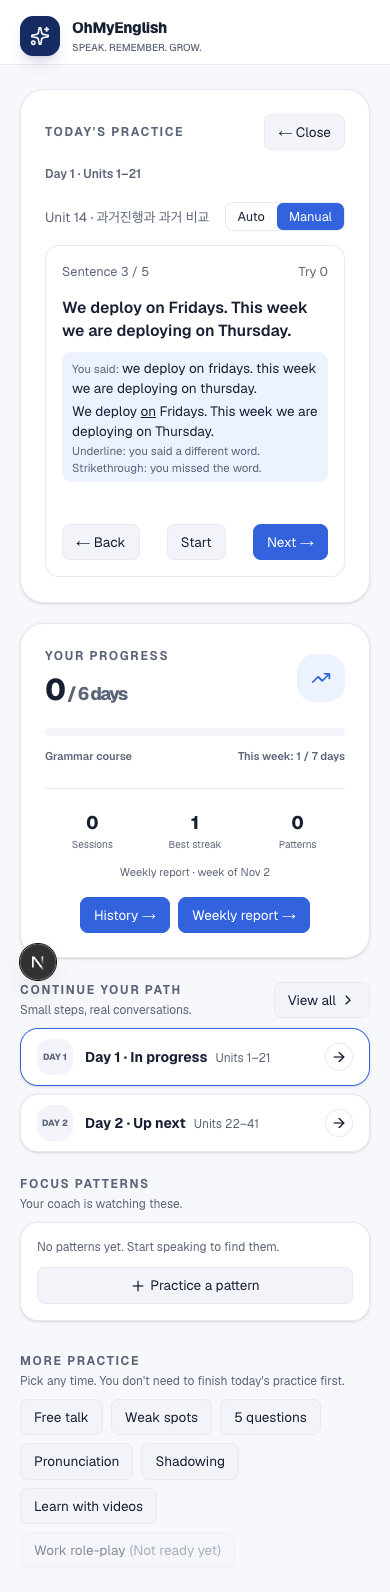 OhMyEnglish
SPEAK. REMEMBER. GROW.
TODAY'S PRACTICE
← Close
Day 1 · Units 1–21
Unit 14 · 과거진행과 과거 비교
Auto
Manual
Sentence 3 / 5
Try 0
We deploy on Fridays. This week
we are deploying on Thursday.
You said: we deploy on fridays. this week
we are deploying on thursday.
We deploy on Fridays. This week we are
deploying on Thursday.
Underline: you said a different word.
Strikethrough: you missed the word.
← Back
Start
Next →
YOUR PROGRESS
0 / 6 days
Grammar course
This week: 1 / 7 days
0
1
0
Sessions
Best streak
Patterns
Weekly report · week of Nov 2
History →
Weekly report →
N
CONTINUE YOUR PATH
Small steps, real conversations.
View all
DAY 1
Day 1 · In progress Units 1–21
DAY 2
Day 2 · Up next Units 22–41
FOCUS PATTERNS
Your coach is watching these.
No patterns yet. Start speaking to find them.
+ Practice a pattern
MORE PRACTICE
Pick any time. You don't need to finish today's practice first.
Free talk
Weak spots
5 questions
Pronunciation
Shadowing
Learn with videos
Work role-play (Not ready yet)